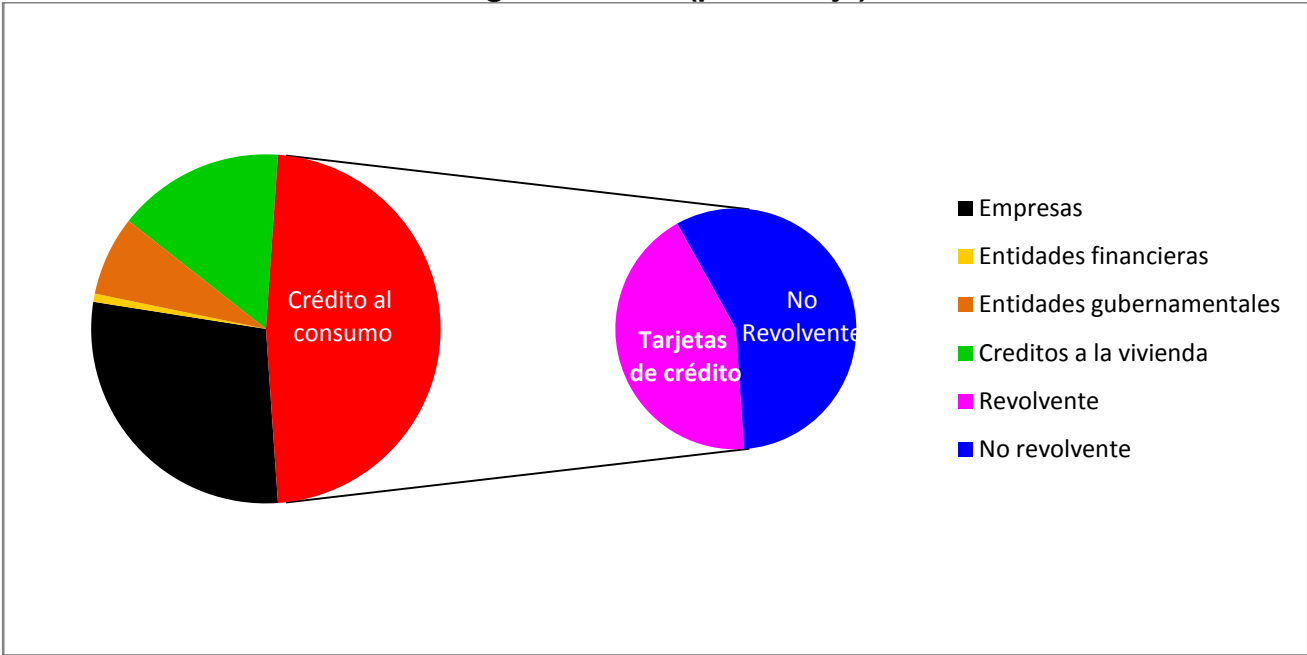 Crédito al
consumo
Tarjetas
de crédito
No
Revolvente
Empresas
Entidades financieras
Entidades gubernamentales
Creditos a la vivienda
Revolvente
No revolvente